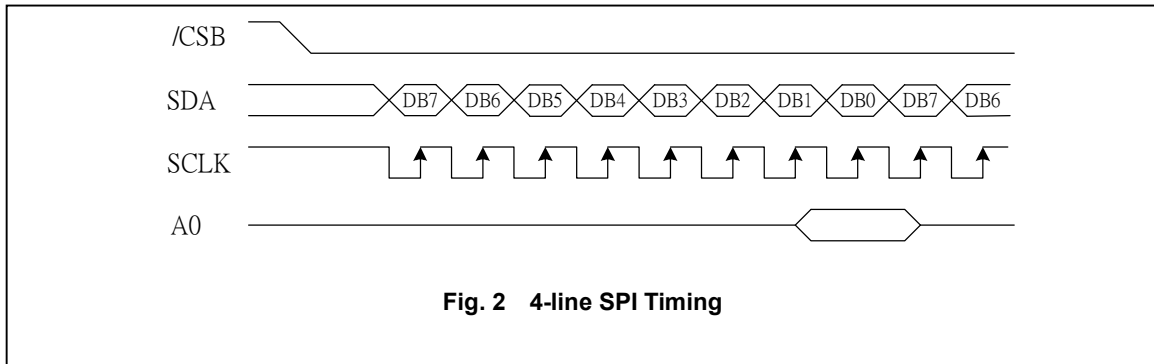 /CSB
SDA DB7 DB6 DB5 DB4 DB3 DB2 DB1 DB0 DB7 DB6
SCLK
A0
Fig. 2 4-line SPI Timing